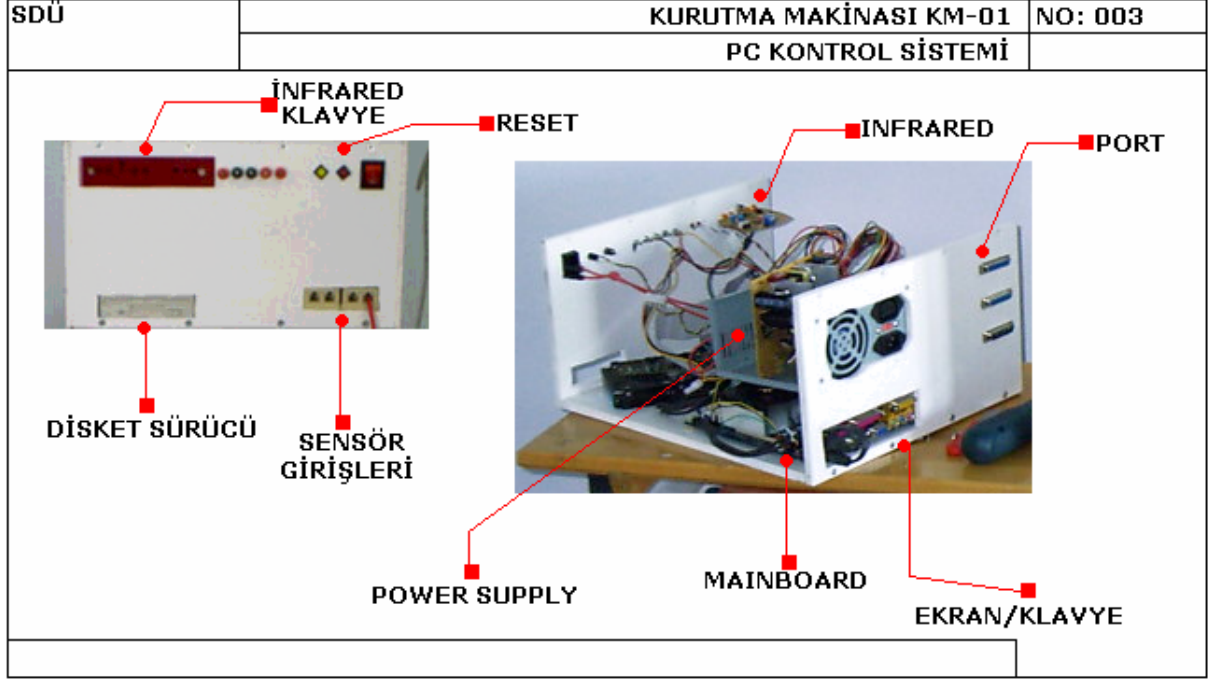 SDÜ
KURUTMA MAKİNASI KM-01
NO: 003
PC KONTROL SİSTEMİ
İNFRARED
KLAVYE
RESET
INFRARED
PORT
DİSKET SÜRÜCÜ
SENSÖR
GİRİŞLERİ
POWER SUPPLY
MAINBOARD
EKRAN/KLAVYE